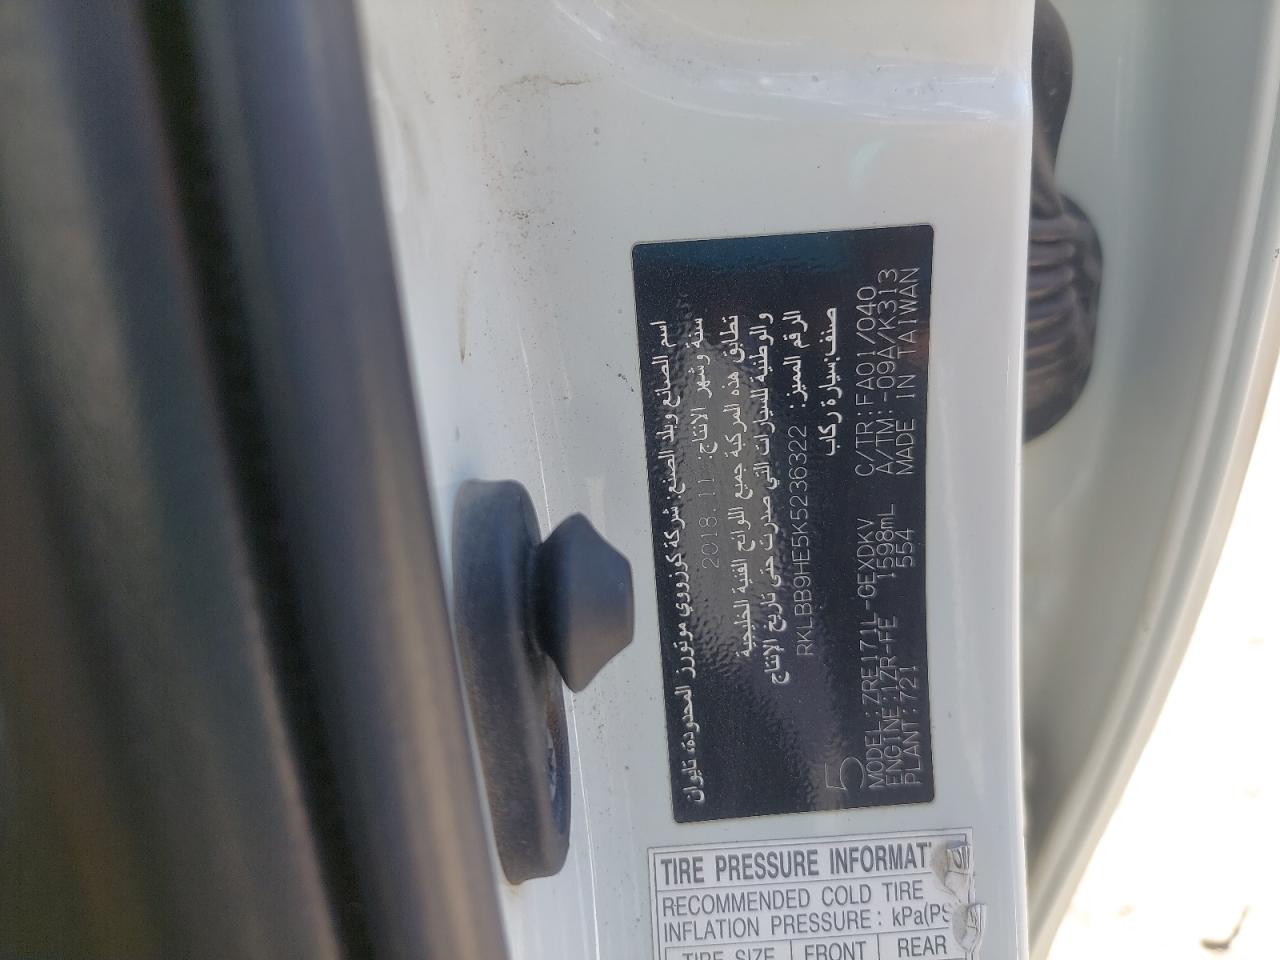 اسم الصانع وبلد الصنع: شركة كوزوي موتورز المحدودة، تايوان
سنة وشهر الانتاج: 2018.11
تطابق هذه المركبة جميع اللوائح الفنية الخليجية
والوطنية للسيارات التي صدرت حتى تاريخ الإنتاج
الرقم المميز: RKLBB9HE5K5236322
صنف:سيارة ركاب
5
MODEL:ZRE171L-GEXDKV C/TR:FA01/040
ENGINE:1ZR-FE 1598mL A/TM:-09A/K313
PLANT:721 554 MADE IN TAIWAN
TIRE PRESSURE INFORMAT
RECOMMENDED COLD TIRE
INFLATION PRESSURE : kPa(PS
TIRE SIZE FRONT REAR